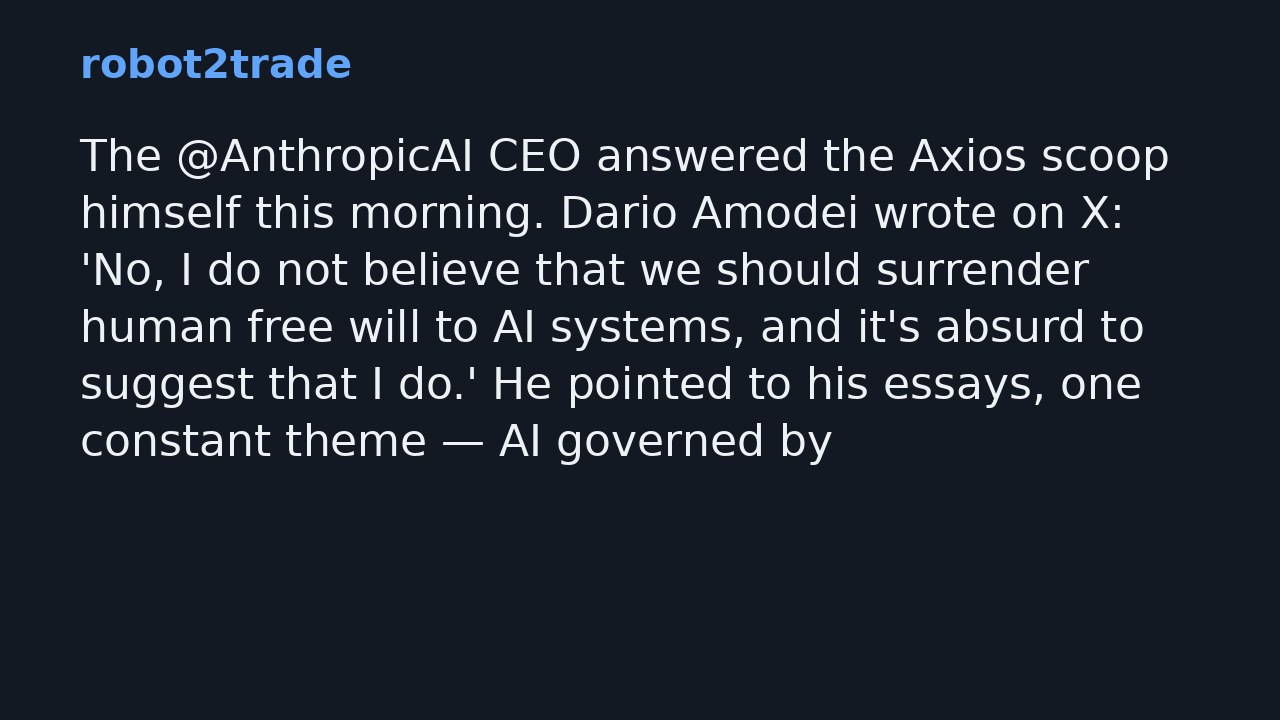 robot2trade
The @AnthropicAI CEO answered the Axios scoop
himself this morning. Dario Amodei wrote on X:
'No, I do not believe that we should surrender
human free will to AI systems, and it's absurd to
suggest that I do.' He pointed to his essays, one
constant theme — AI governed by